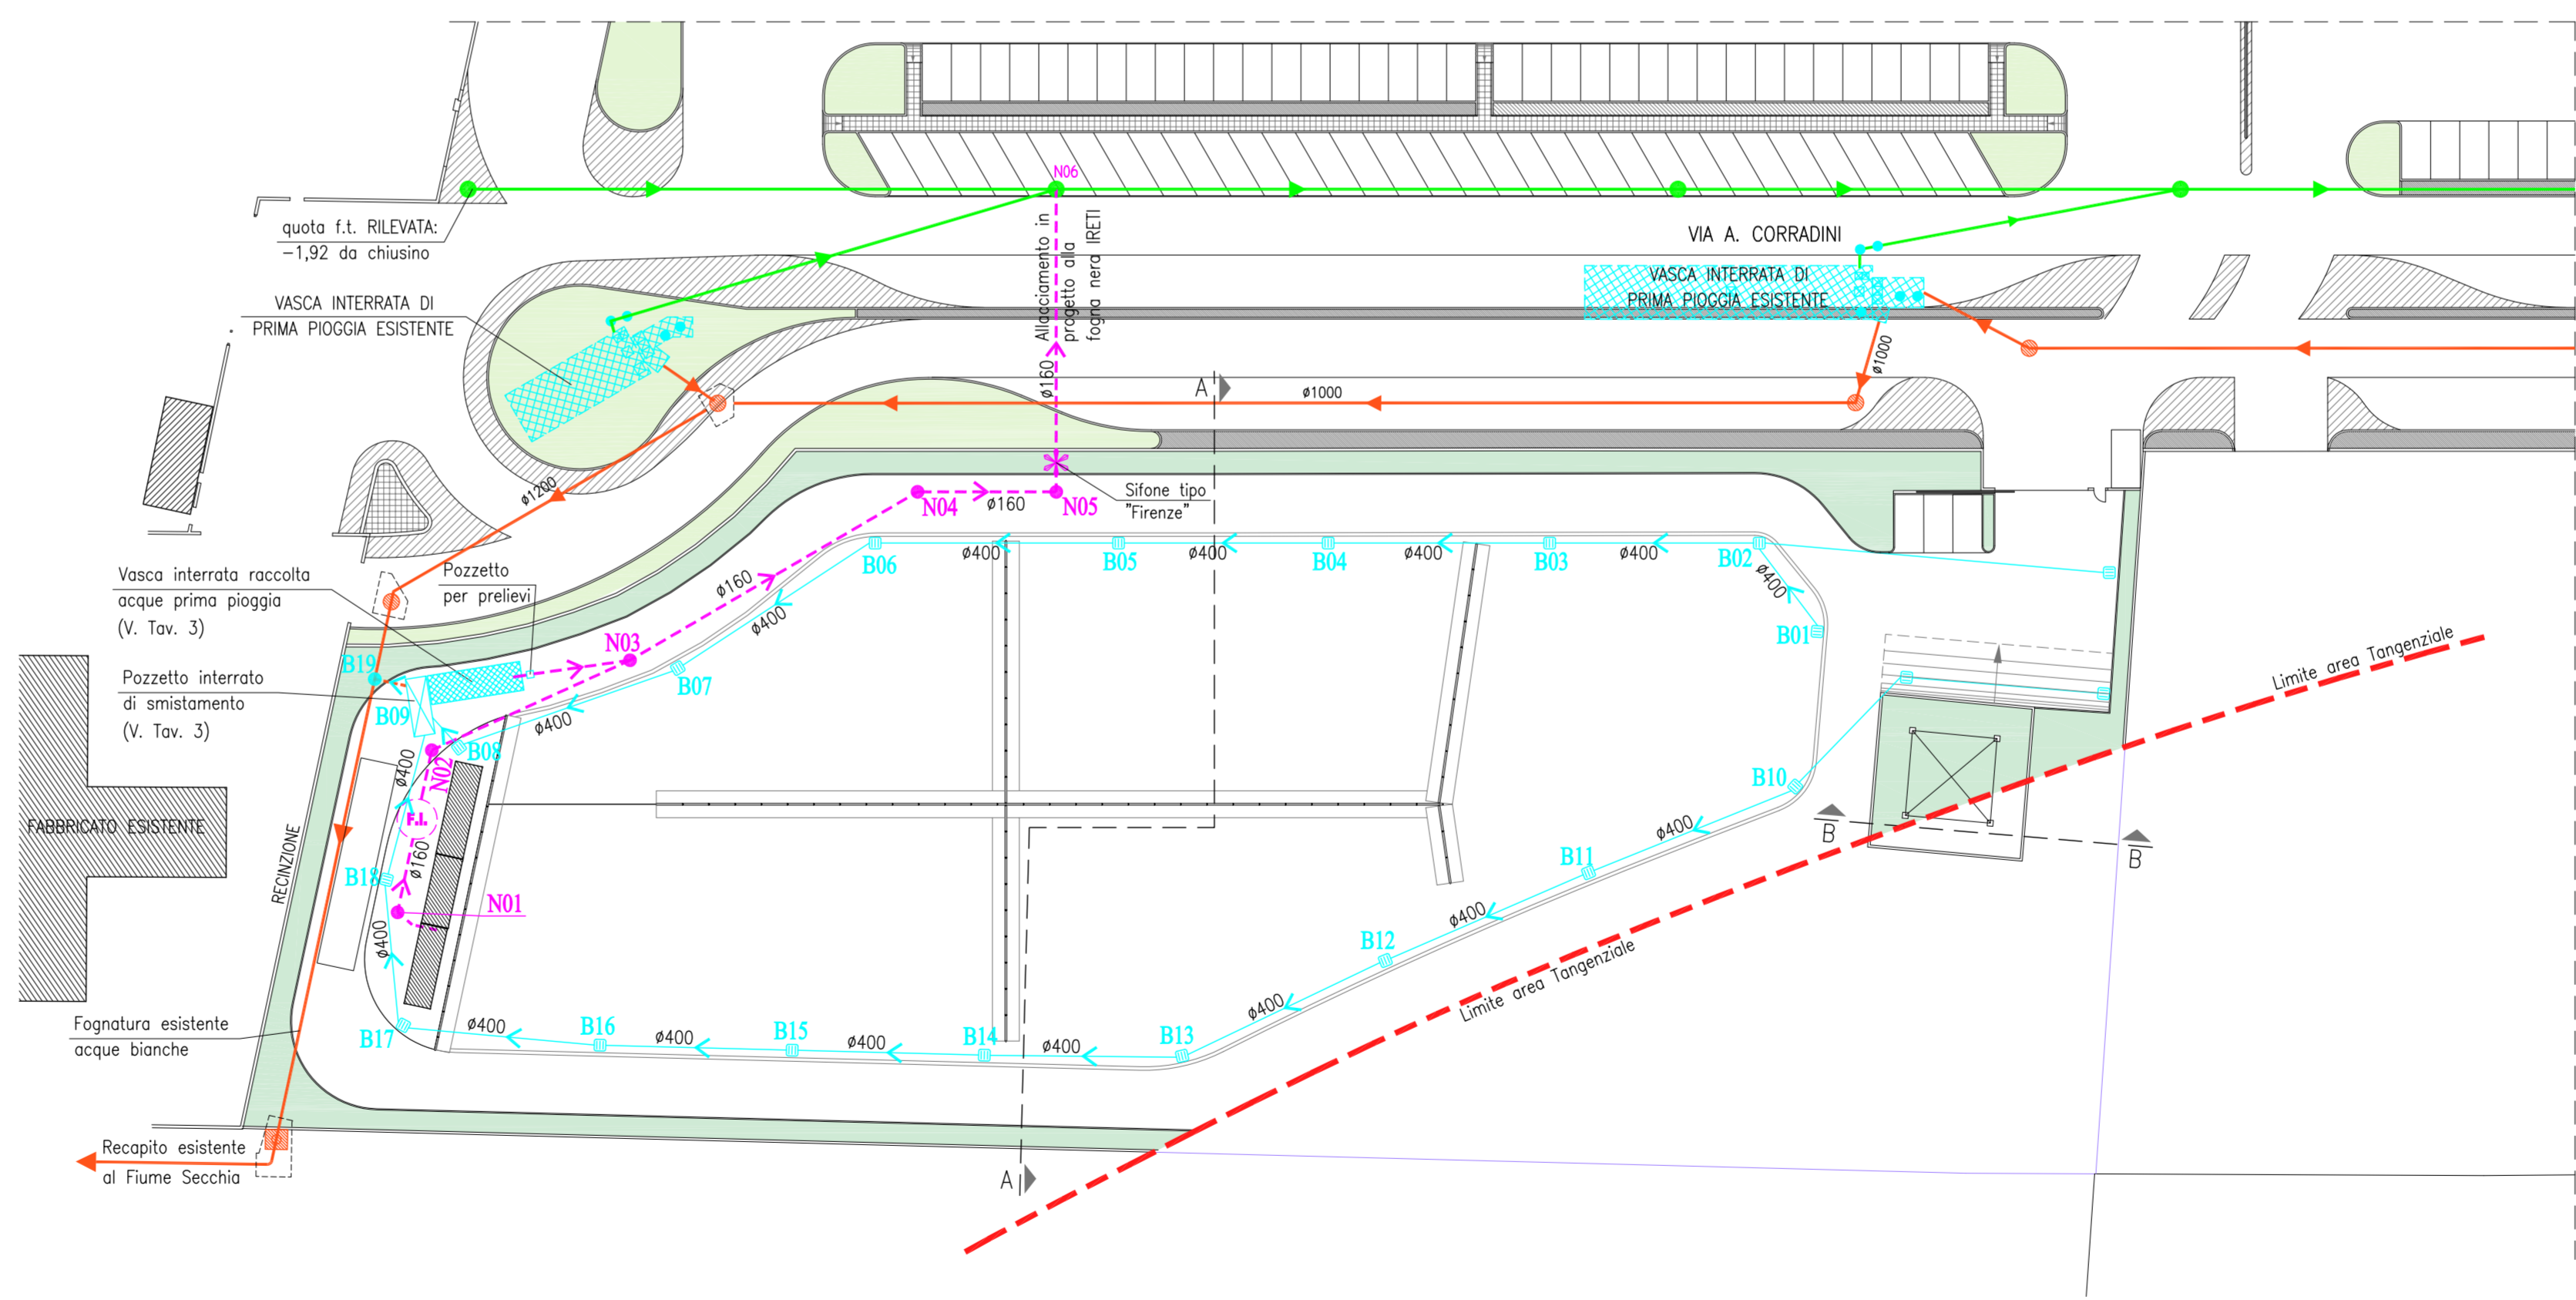 N06
quota f.t. RILEVATA:
-1,92 da chiusino
VIA A. CORRADINI
Allacciamento in
progetto alla
fogna nera IRETI
VASCA INTERRATA DI
PRIMA PIOGGIA ESISTENTE
VASCA INTERRATA DI
PRIMA PIOGGIA ESISTENTE
ø160
ø1000
A
ø1000
ø1200
N04
ø160
N05
Sifone tipo
"Firenze"
B06
ø400
B05
ø400
B04
ø400
B03
ø400
B02
ø400
B01
Vasca interrata raccolta
acque prima pioggia
(V. Tav. 3)
Pozzetto
per prelievi
ø160
ø400
N03
B07
B19
Pozzetto interrato
di smistamento
(V. Tav. 3)
B09
B08
ø400
ø400
N02
Limite area Tangenziale
B10
FABBRICATO ESISTENTE
F.I.
ø160
ø400
B
B
RECINZIONE
B18
N01
B11
ø400
ø400
B12
Limite area Tangenziale
ø400
Fognatura esistente
acque bianche
B17
ø400
B16
ø400
B15
ø400
B14
ø400
B13
Recapito esistente
al Fiume Secchia
A